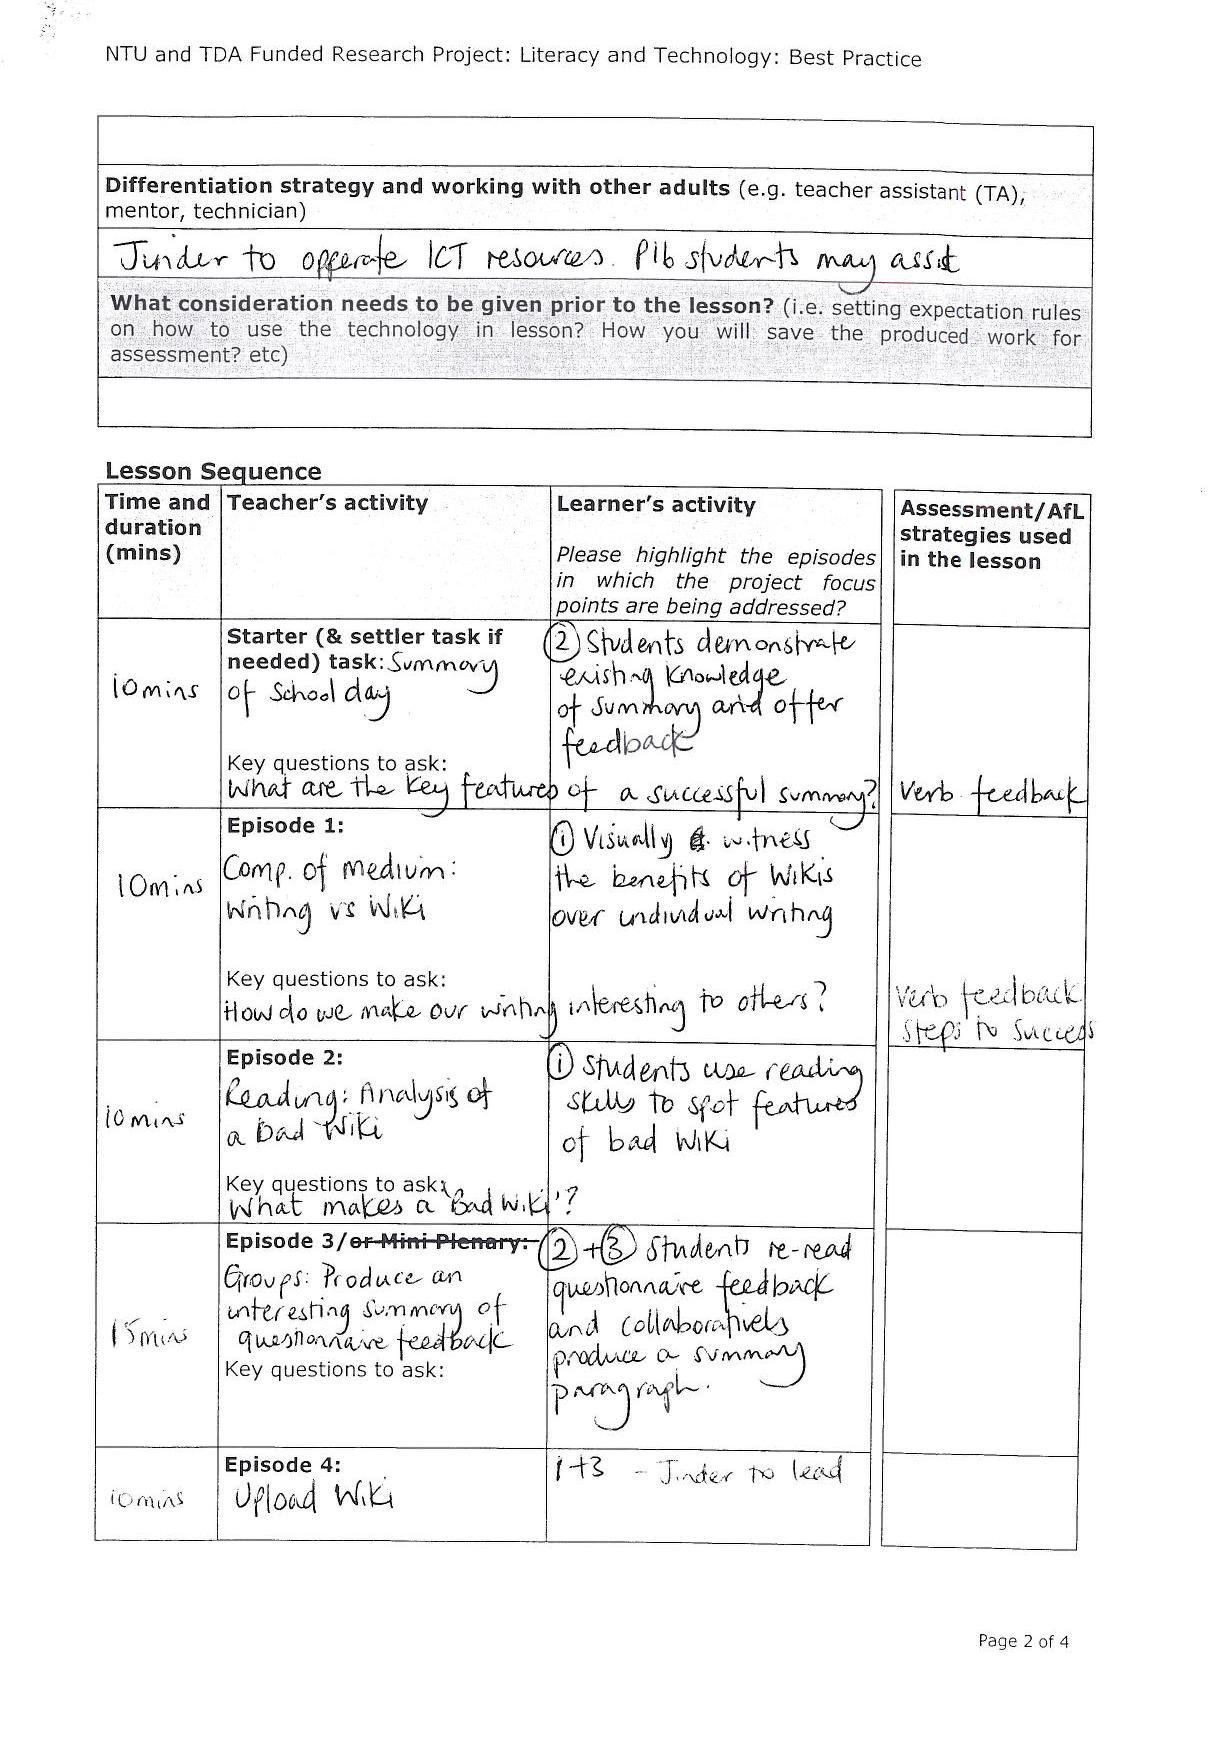 NTU and TDA Funded Research Project: Literacy and Technology: Best Practice
Differentiation strategy and working with other adults (e.g. teacher assistant (TA),
mentor, technician)
Jinder to opperate ICT resources. P16 students may assist
What consideration needs to be given prior to the lesson? (i.e. setting expectation rules
on how to use the technology in lesson? How you will save the produced work for
assessment? etc)
Lesson Sequence
Time and
duration
(mins)
Teacher's activity
Learner's activity
Please highlight the episodes
in which the project focus
points are being addressed?
Assessment/AfL
strategies used
in the lesson
10mins
Starter (& settler task if
needed) task: Summary
of School day
Key questions to ask:
What are the key features of a successful summary?
② Students demonstrate
existing knowledge
of summary and offer
feedback
Verb feedback
10mins
Episode 1:
Comp. of medium:
Writing vs Wiki
Key questions to ask:
How do we make our writing interesting to others?
① Visually witness
the benefits of Wikis
over individual writing
Verb feedback
Steps to Success
10mins
Episode 2:
Reading: Analysis of
a bad Wiki
Key questions to ask:
What makes a 'Bad Wiki'?
① Students use reading
skills to spot features
of bad Wiki
15mins
Episode 3/or Mini Plenary:
Groups: Produce an
interesting summary of
questionnaire feedback
Key questions to ask:
②+③ Students re-read
questionnaire feedback
and collaboratively
produce a summary
paragraph.
10mins
Episode 4:
Upload Wiki
1+3 - Jinder to lead
Page 2 of 4